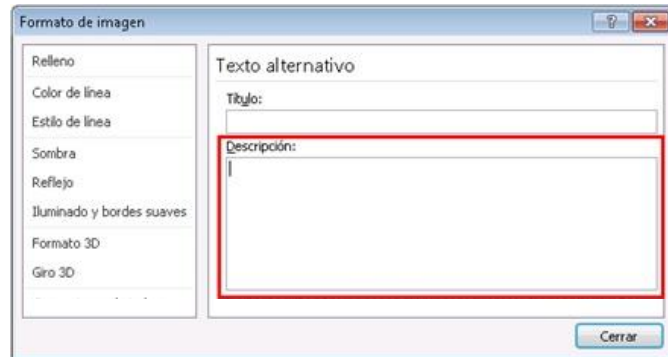 Formato de imagen
Relleno
Color de línea
Estilo de línea
Sombra
Reflejo
Iluminado y bordes suaves
Formato 3D
Giro 3D
Texto alternativo
Título:
Descripción:
Cerrar